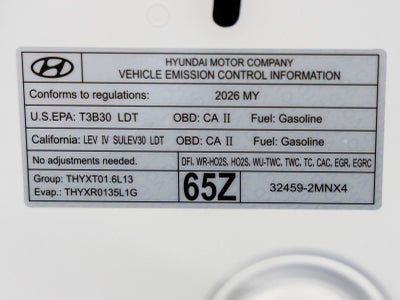 HYUNDAI MOTOR COMPANY
VEHICLE EMISSION CONTROL INFORMATION
Conforms to regulations: 2026 MY
U.S.EPA: T3B30 LDT OBD: CA II Fuel: Gasoline
California: LEV IV SULEV30 LDT OBD: CA II Fuel: Gasoline
No adjustments needed. DFI, WR-HO2S, HO2S, WU-TWC, TWC, TC, CAC, EGR, EGRC
Group: THYXT01.6L13
Evap.: THYXR0135L1G
65Z
32459-2MNX4